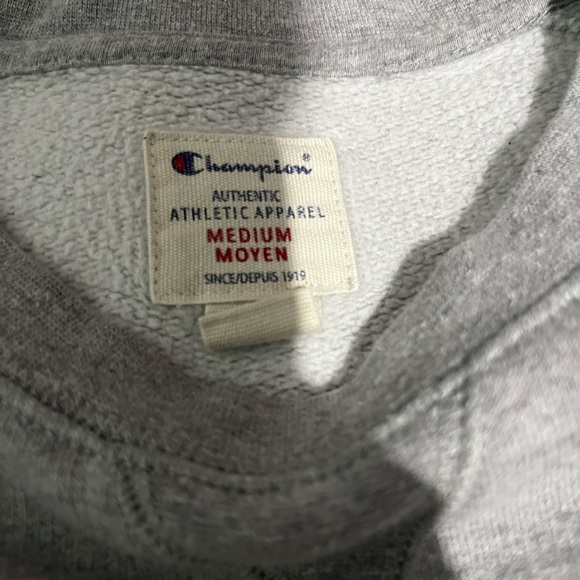 Champion®
AUTHENTIC
ATHLETIC APPAREL
MEDIUM
MOYEN
SINCE/DEPUIS 1919